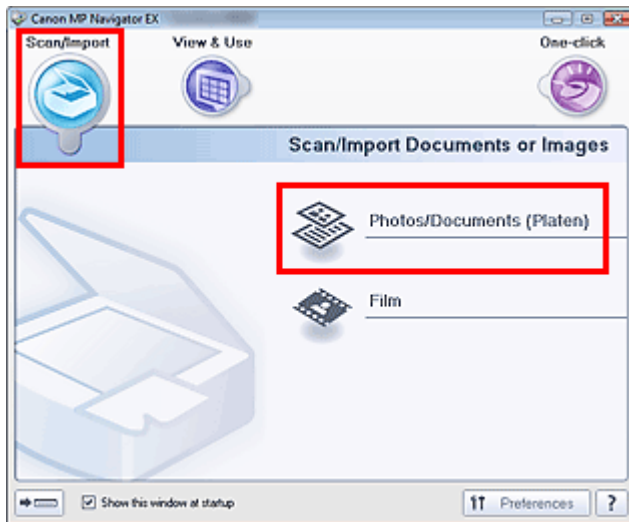 Canon MP Navigator EX
Scan/Import View & Use One-click
Scan/Import Documents or Images
Photos/Documents (Platen)
Film
Show this window at startup
Preferences ?